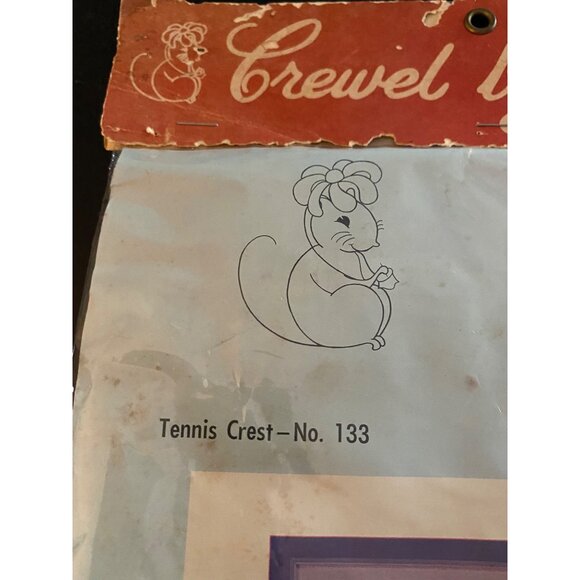 Crewel
Tennis Crest – No. 133